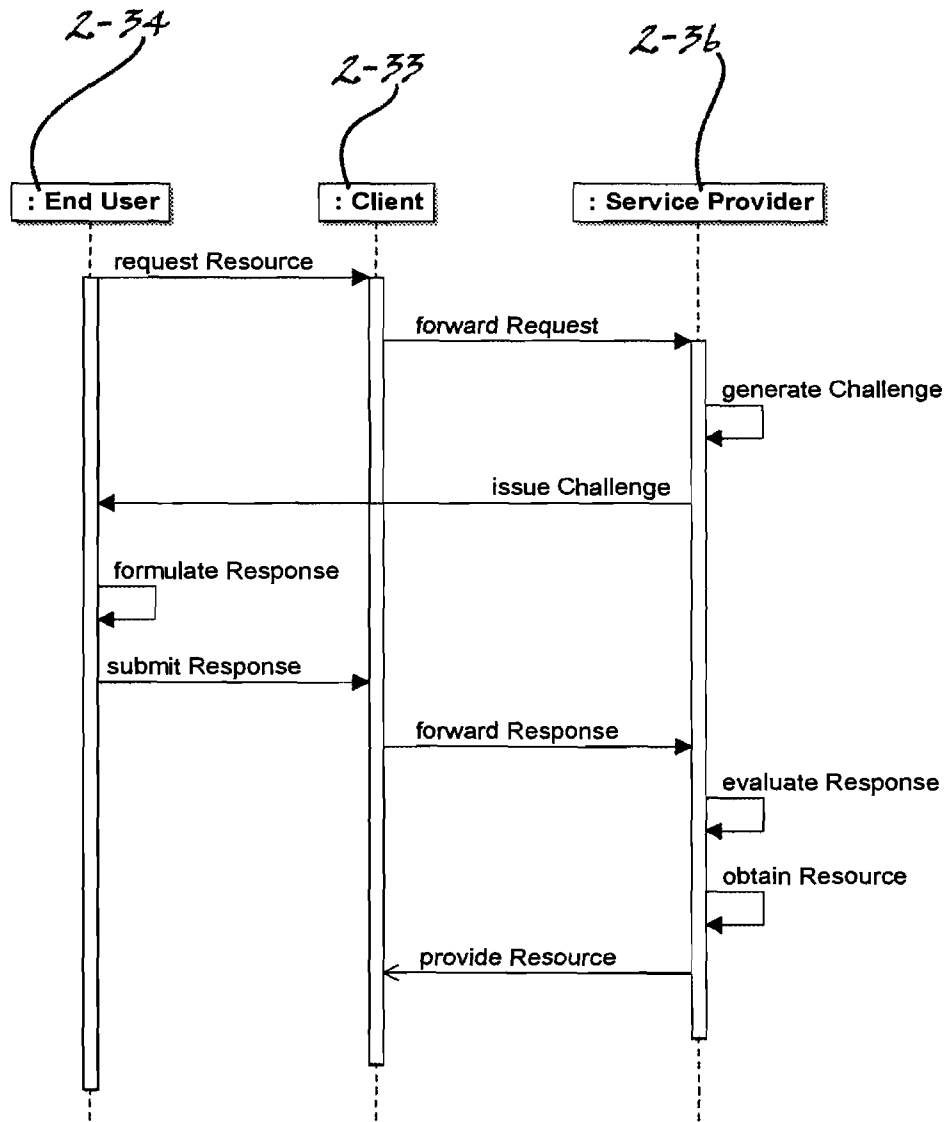 2-34
2-33
2-36
: End User
: Client
: Service Provider
request Resource
forward Request
generate Challenge
issue Challenge
formulate Response
submit Response
forward Response
evaluate Response
obtain Resource
provide Resource